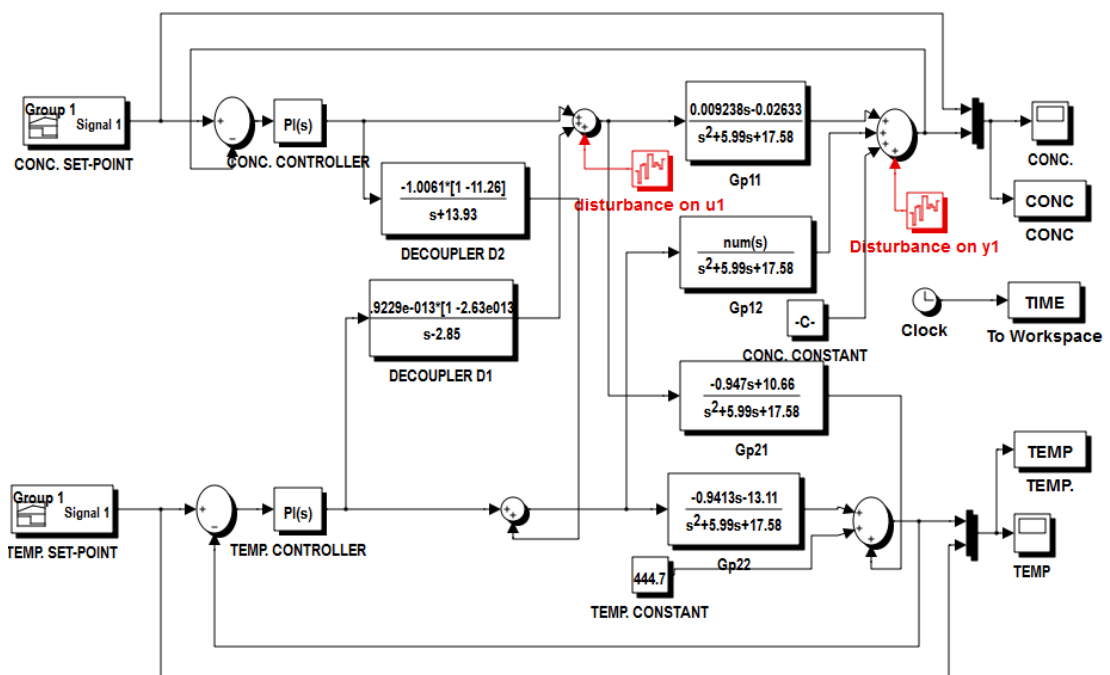 Group 1
Signal 1
CONC. SET-POINT
+
−
PI(s)
CONC. CONTROLLER
-1.0061*[1 -11.26]
s+13.93
DECOUPLER D2
.9229e-013*[1 -2.63e013
s-2.85
DECOUPLER D1
+
+
+
disturbance on u1
0.009238s-0.02633
s2+5.99s+17.58
Gp11
num(s)
s2+5.99s+17.58
Gp12
-C-
CONC. CONSTANT
+
+
+
+
Disturbance on y1
CONC.
CONC
CONC
Clock
TIME
To Workspace
-0.947s+10.66
s2+5.99s+17.58
Gp21
Group 1
Signal 1
TEMP. SET-POINT
+
−
PI(s)
TEMP. CONTROLLER
+
+
-0.9413s-13.11
s2+5.99s+17.58
Gp22
444.7
TEMP. CONSTANT
+
+
+
TEMP
TEMP.
TEMP